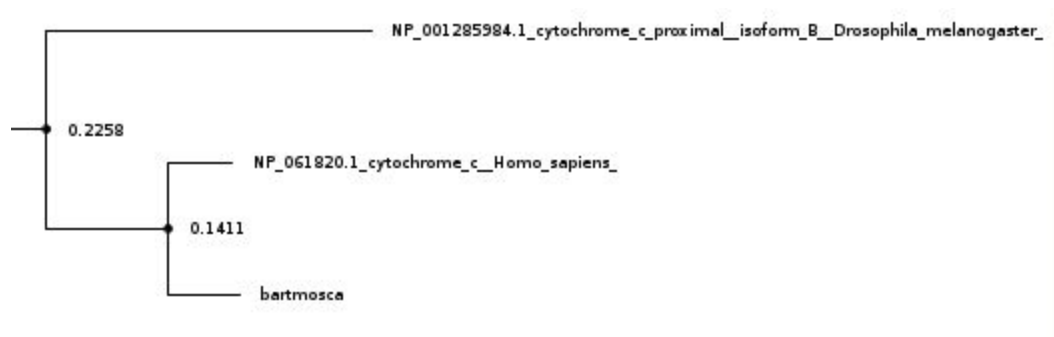 NP_001285984.1_cytochrome_c_proximal__isoform_B__Drosophila_melanogaster_
0.2258
NP_061820.1_cytochrome_c__Homo_sapiens_
0.1411
bartmosca